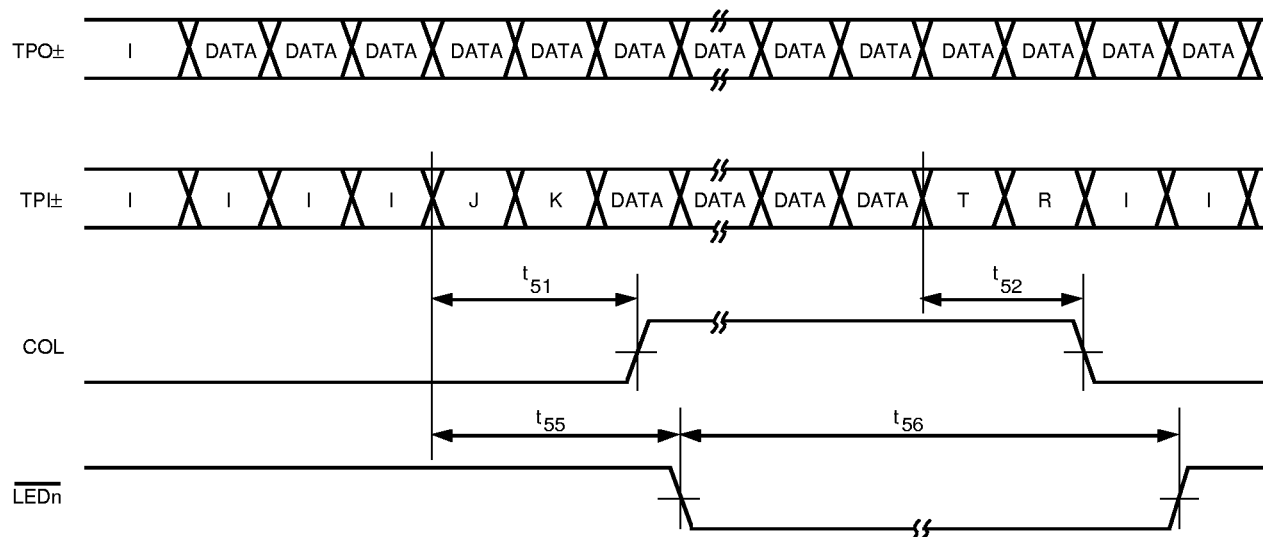 TPO± I DATA DATA DATA DATA DATA DATA DATA DATA DATA DATA DATA DATA DATA
TPI± I I I I J K DATA DATA DATA DATA T R I I
t51 t52
COL
t55 t56
LEDn